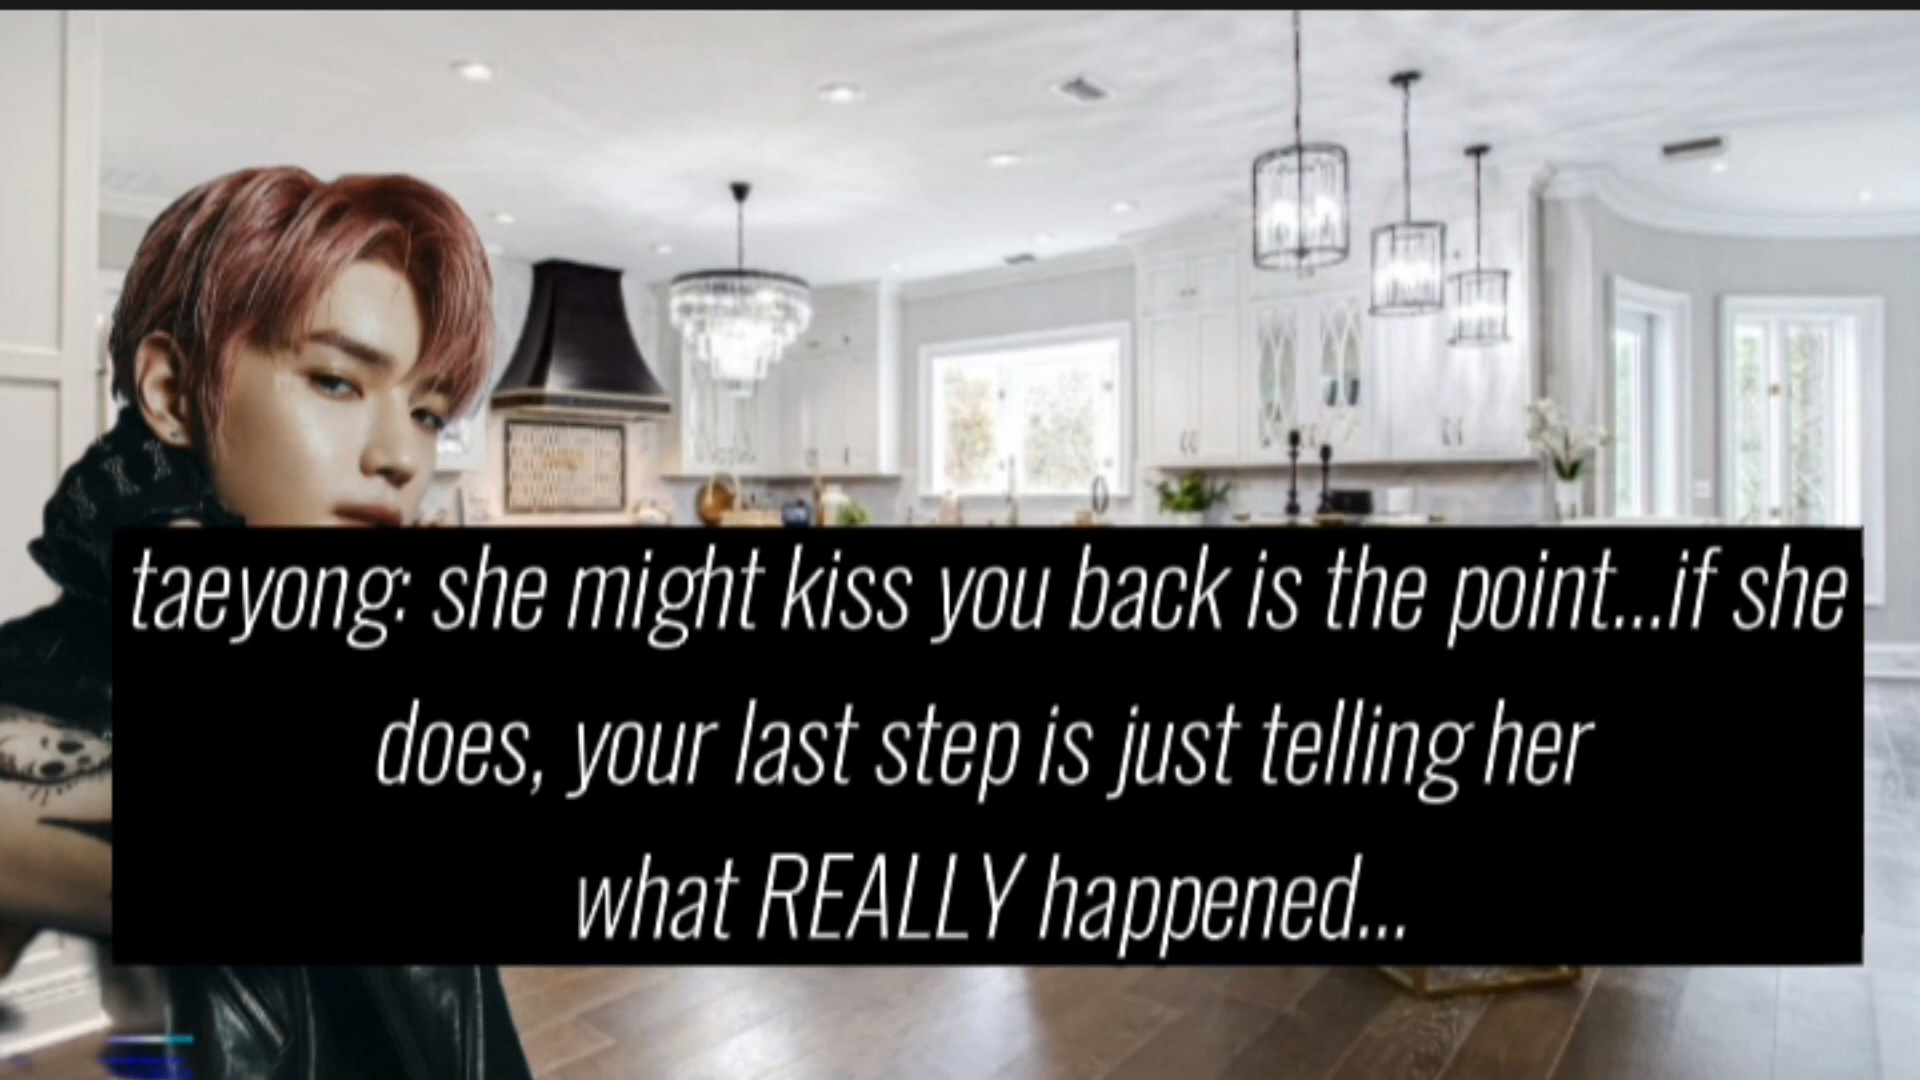 taeyong: she might kiss you back is the point...if she
does, your last step is just telling her
what REALLY happened...